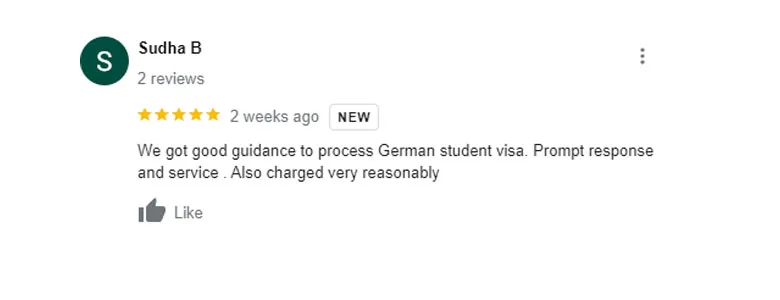 S
Sudha B
2 reviews
2 weeks ago NEW
We got good guidance to process German student visa. Prompt response
and service . Also charged very reasonably
Like